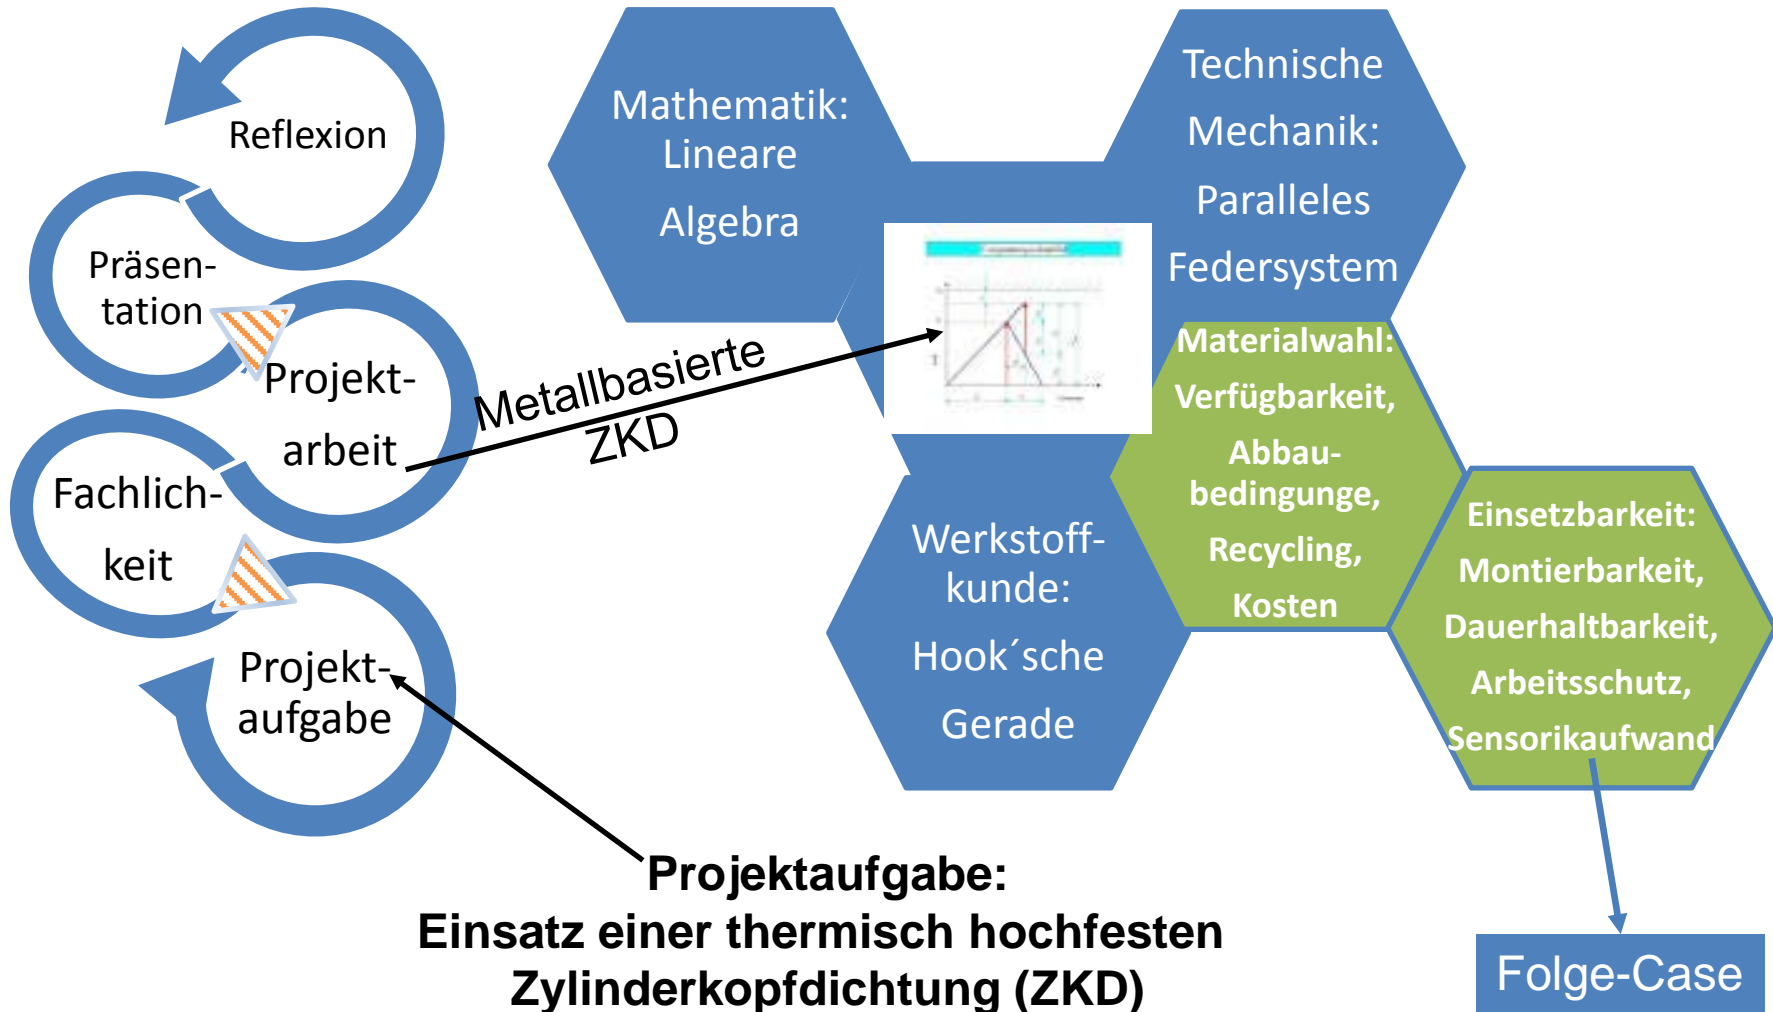 Reflexion
Präsen-
tation
Projekt-
arbeit
Fachlich-
keit
Projekt-
aufgabe
Metallbasierte
ZKD
Mathematik:
Lineare
Algebra
Technische
Mechanik:
Paralleles
Federsystem
Materialwahl:
Verfügbarkeit,
Abbau-
bedingunge,
Recycling,
Kosten
Werkstoff-
kunde:
Hook´sche
Gerade
Einsetzbarkeit:
Montierbarkeit,
Dauerhaltbarkeit,
Arbeitsschutz,
Sensorikaufwand
Projektaufgabe:
Einsatz einer thermisch hochfesten
Zylinderkopfdichtung (ZKD)
Folge-Case